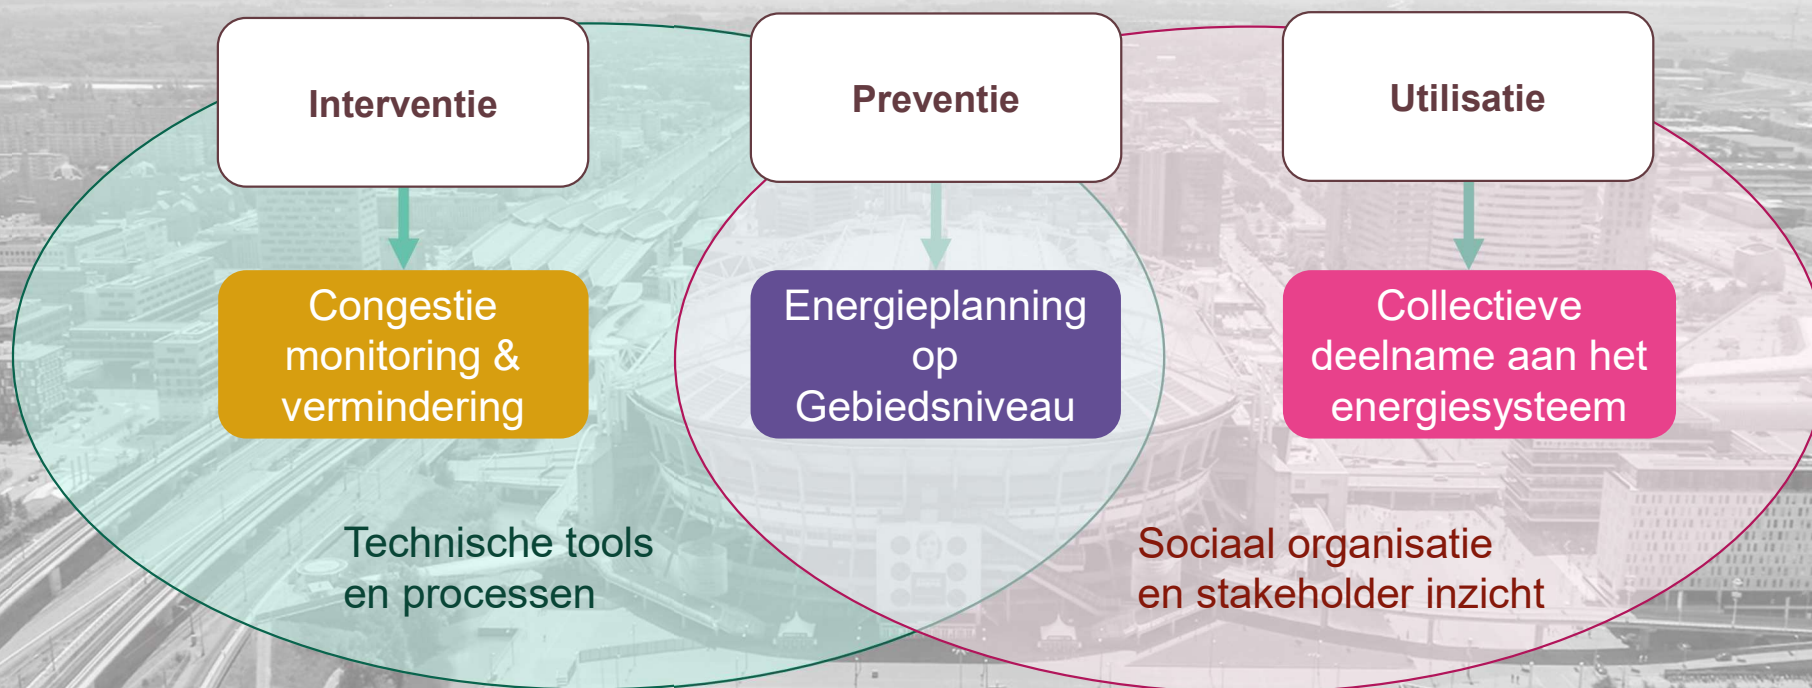 Interventie
Preventie
Utilisatie
Congestie
monitoring &
vermindering
Energieplanning
op
Gebiedsniveau
Collectieve
deelname aan het
energiesysteem
Technische tools
en processen
Sociaal organisatie
en stakeholder inzicht